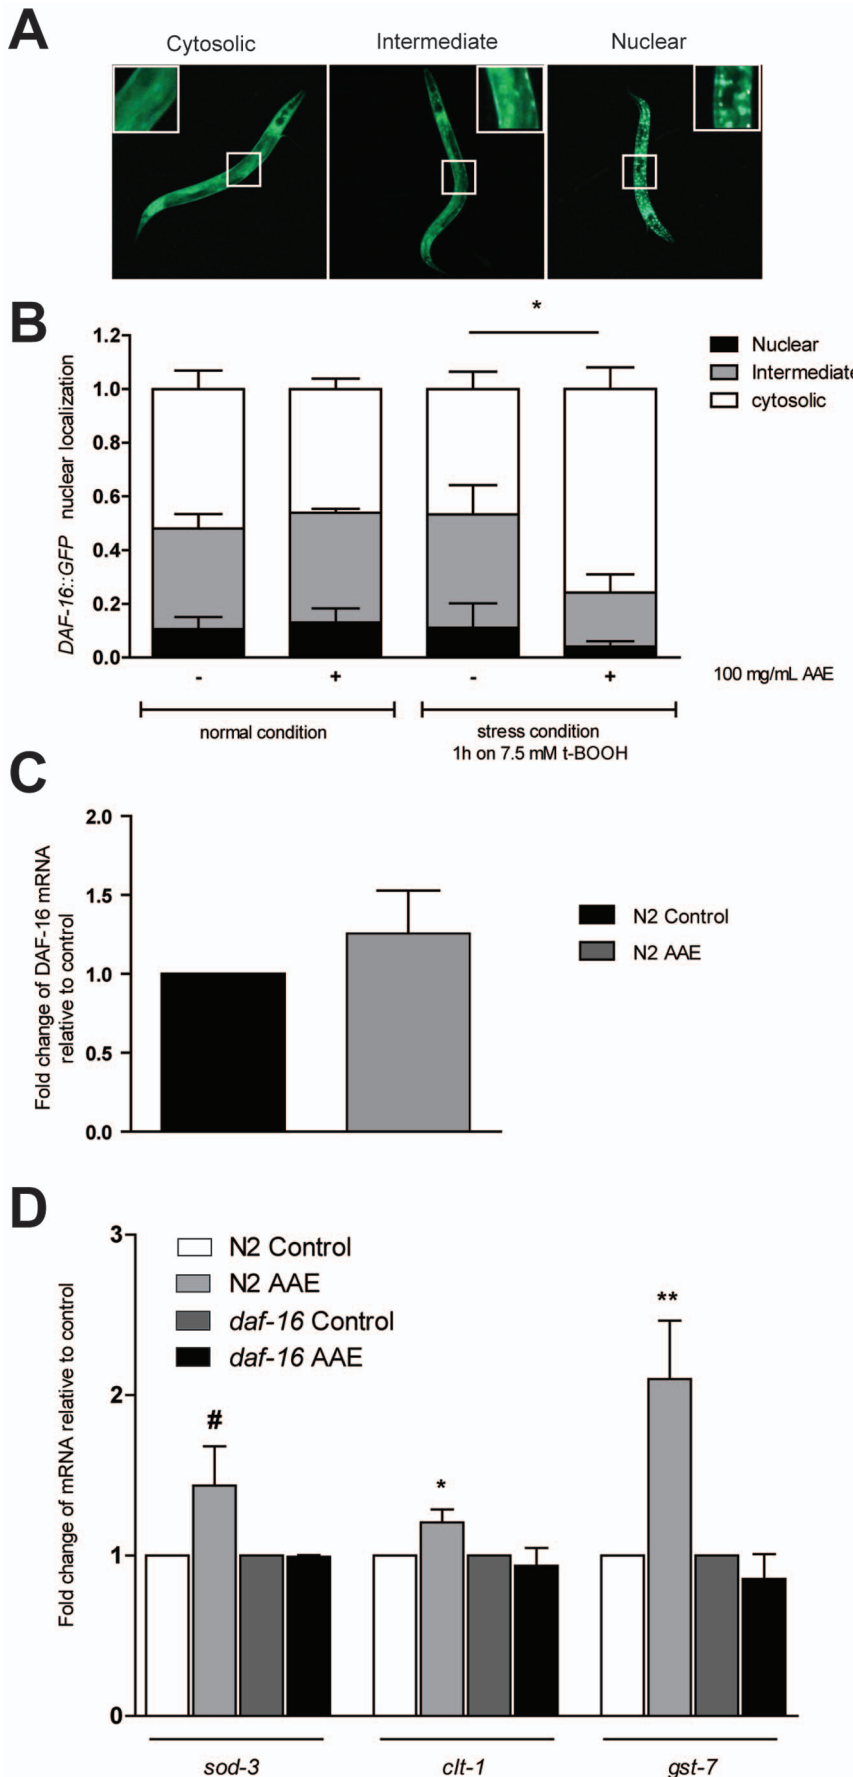 A
Cytosolic
Intermediate
Nuclear
B
*
1.2
1.0
0.8
0.6
0.4
0.2
0.0
DAF-16::GFP nuclear localization
Nuclear
Intermediate
cytosolic
- + - +
100 mg/mL AAE
normal condition
stress condition
1h on 7.5 mM t-BOOH
C
2.0
1.5
1.0
0.5
0.0
Fold change of DAF-16 mRNA
relative to control
N2 Control
N2 AAE
D
3
2
1
0
Fold change of mRNA relative to control
N2 Control
N2 AAE
daf-16 Control
daf-16 AAE
#
*
**
sod-3
clt-1
gst-7